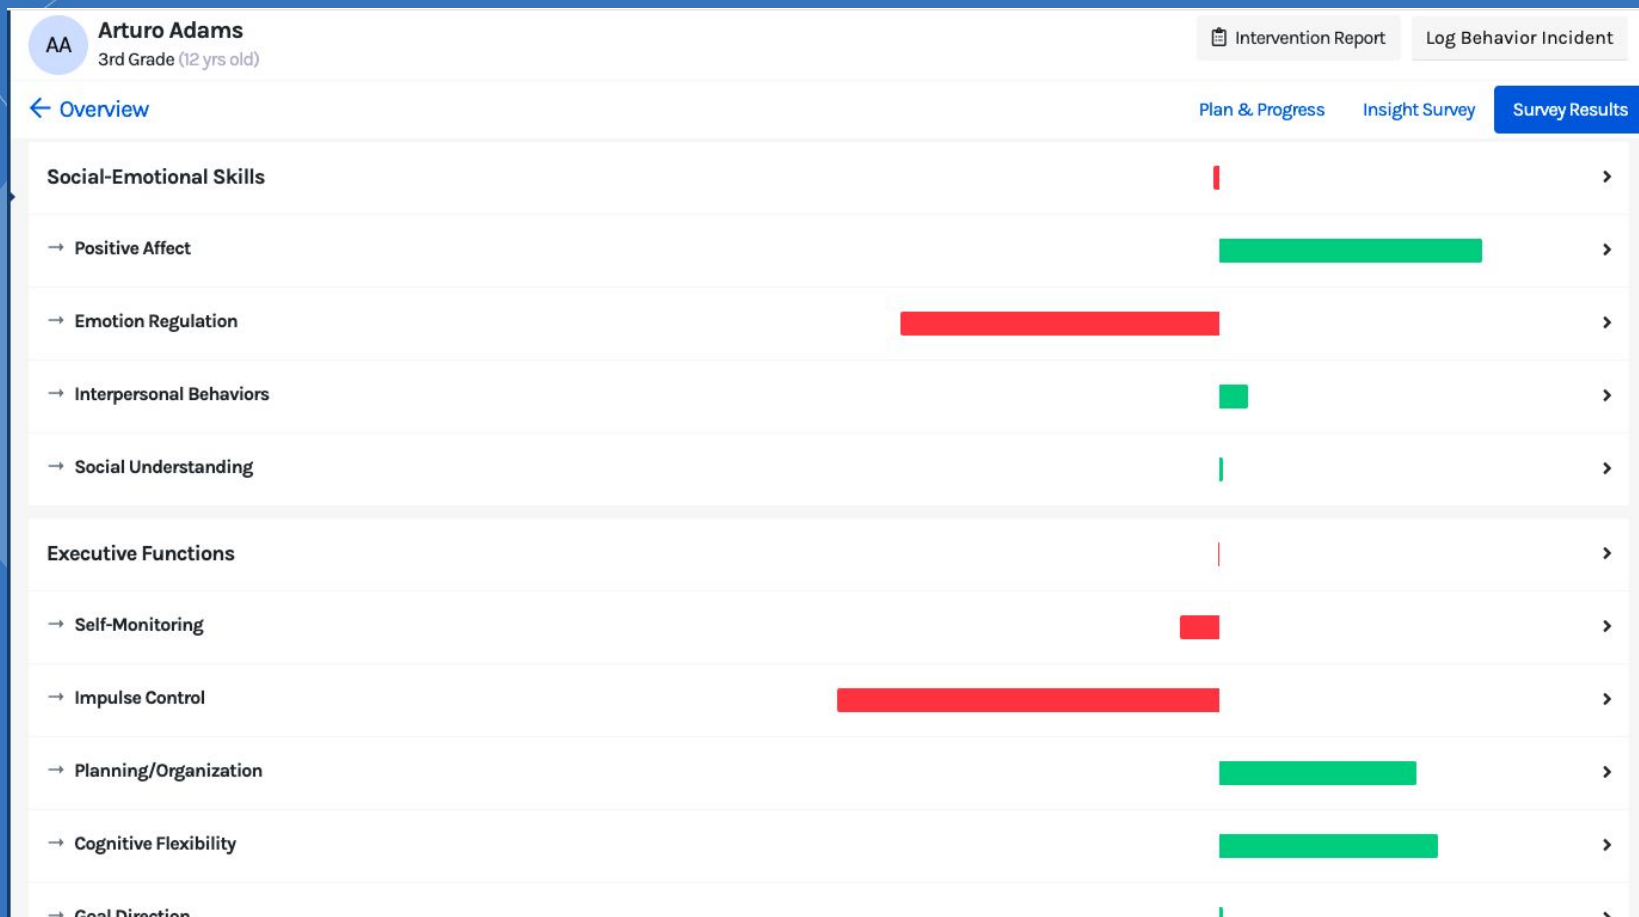 AA
Arturo Adams
3rd Grade (12 yrs old)
Intervention Report
Log Behavior Incident
← Overview
Plan & Progress
Insight Survey
Survey Results
Social-Emotional Skills
→ Positive Affect
→ Emotion Regulation
→ Interpersonal Behaviors
→ Social Understanding
Executive Functions
→ Self-Monitoring
→ Impulse Control
→ Planning/Organization
→ Cognitive Flexibility
→ Goal Direction